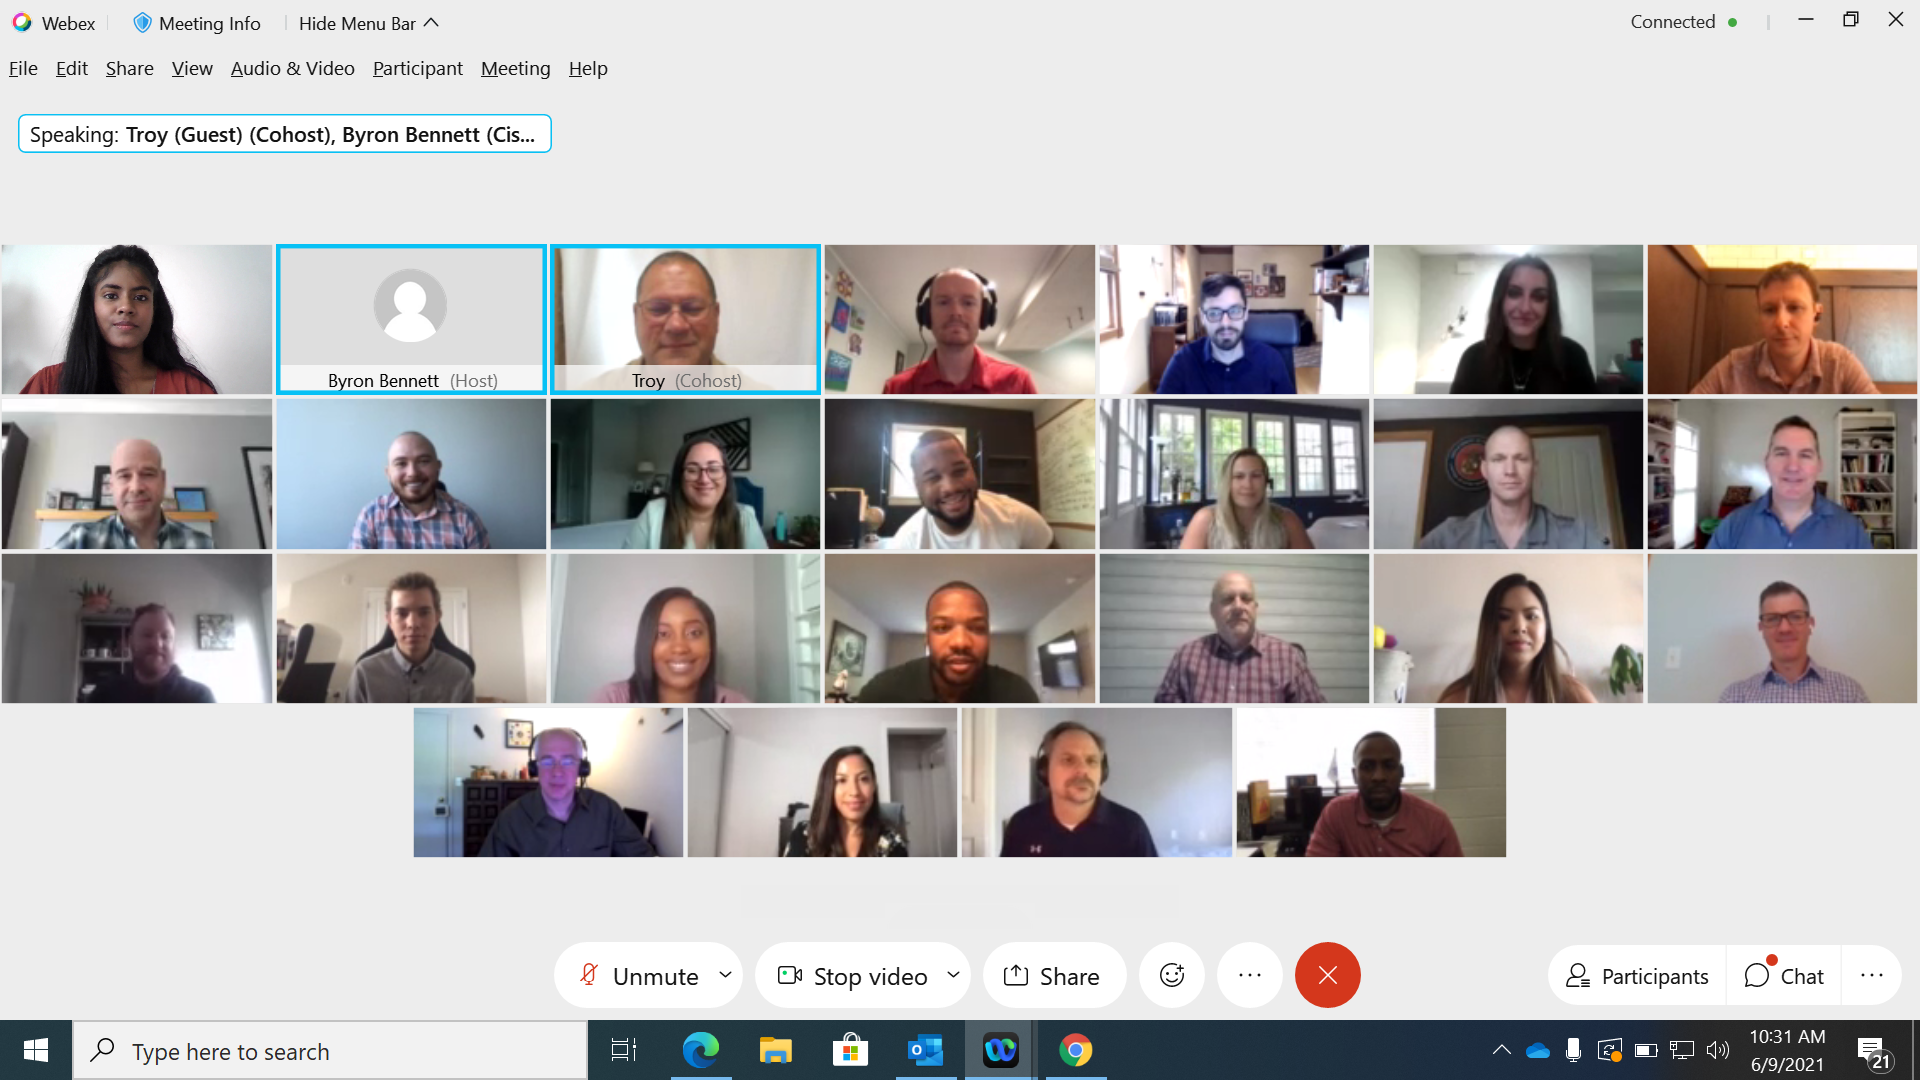 Webex
Meeting Info
Hide Menu Bar
Connected
File Edit Share View Audio & Video Participant Meeting Help
Speaking: Troy (Guest) (Cohost), Byron Bennett (Cis...
Byron Bennett (Host)
Troy (Cohost)
Unmute
Stop video
Share
Participants
Chat
Type here to search
10:31 AM
6/9/2021
21